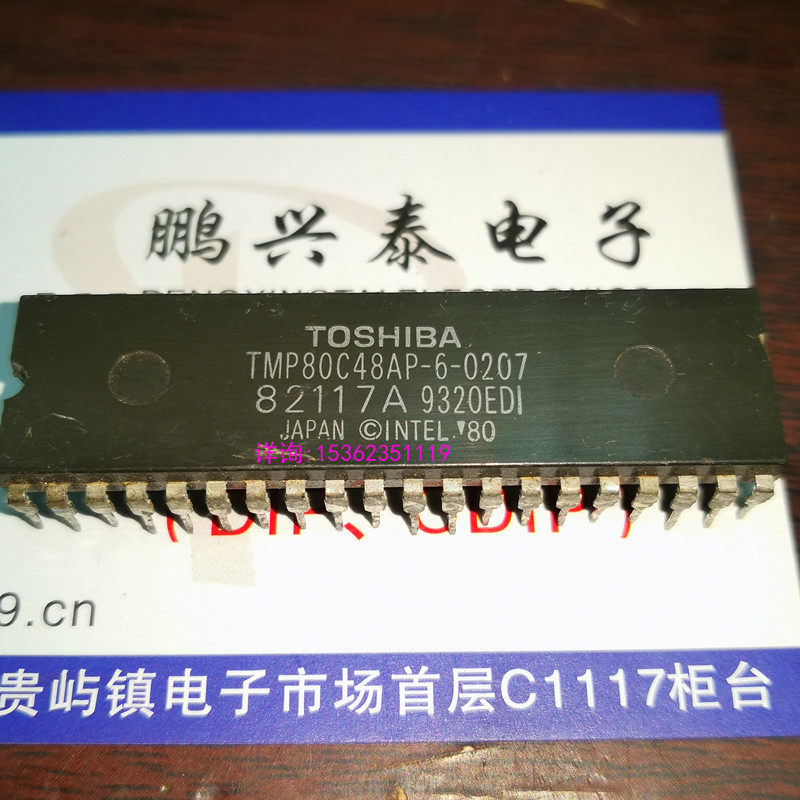 鹏兴泰电子
TOSHIBA
TMP80C48AP-6-0207
82117A 9320EDI
JAPAN ©INTEL '80
详询:15362351119
9.cn
贵屿镇电子市场首层C1117柜台